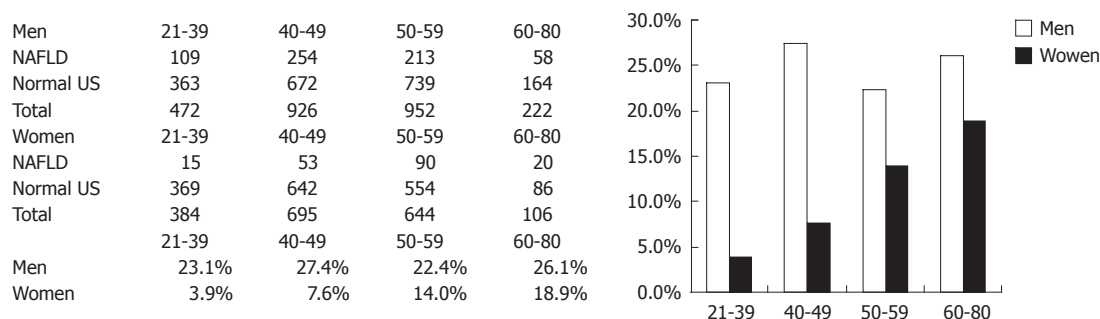 Men 21-39 40-49 50-59 60-80
NAFLD 109 254 213 58
Normal US 363 672 739 164
Total 472 926 952 222
Women 21-39 40-49 50-59 60-80
NAFLD 15 53 90 20
Normal US 369 642 554 86
Total 384 695 644 106
21-39 40-49 50-59 60-80
Men 23.1% 27.4% 22.4% 26.1%
Women 3.9% 7.6% 14.0% 18.9%
30.0%
25.0%
20.0%
15.0%
10.0%
5.0%
0.0%
21-39 40-49 50-59 60-80
Men
Wowen